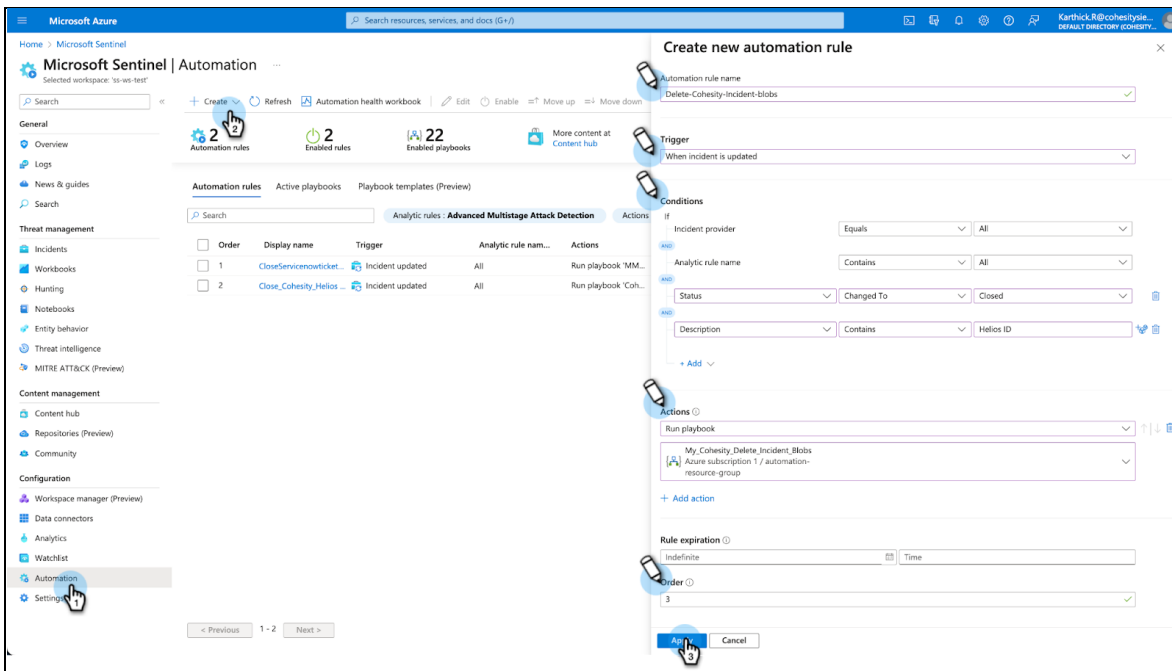 Microsoft Azure
Search resources, services, and docs (G+/)
Karthick.R@cohesitysie...
DEFAULT DIRECTORY (COHESITY...
Home > Microsoft Sentinel
Microsoft Sentinel | Automation ...
Selected workspace: 'ss-ws-test'
Search
«
General
Overview
Logs
News & guides
Search
Threat management
Incidents
Workbooks
Hunting
Notebooks
Entity behavior
Threat intelligence
MITRE ATT&CK (Preview)
Content management
Content hub
Repositories (Preview)
Community
Configuration
Workspace manager (Preview)
Data connectors
Analytics
Watchlist
Automation
1
Settings
+ Create
2
Refresh
Automation health workbook
Edit
Enable
Move up
Move down
2
Automation rules
2
Enabled rules
22
Enabled playbooks
More content at
Content hub
Automation rules
Active playbooks
Playbook templates (Preview)
Search
Analytic rules : Advanced Multistage Attack Detection
Actions
Order Display name Trigger Analytic rule nam... Actions
1 CloseServicenowticket... Incident updated All Run playbook 'MM...
2 Close_Cohesity_Helios ... Incident updated All Run playbook 'Coh...
< Previous 1 - 2 Next >
Create new automation rule
Automation rule name
Delete-Cohesity-Incident-blobs
Trigger
When incident is updated
Conditions
If
Incident provider Equals All
AND
Analytic rule name Contains All
AND
Status Changed To Closed
AND
Description Contains Helios ID
+ Add
Actions
Run playbook
My_Cohesity_Delete_Incident_Blobs
Azure subscription 1 / automation-
resource-group
+ Add action
Rule expiration
Indefinite Time
Order
3
Apply Cancel
3